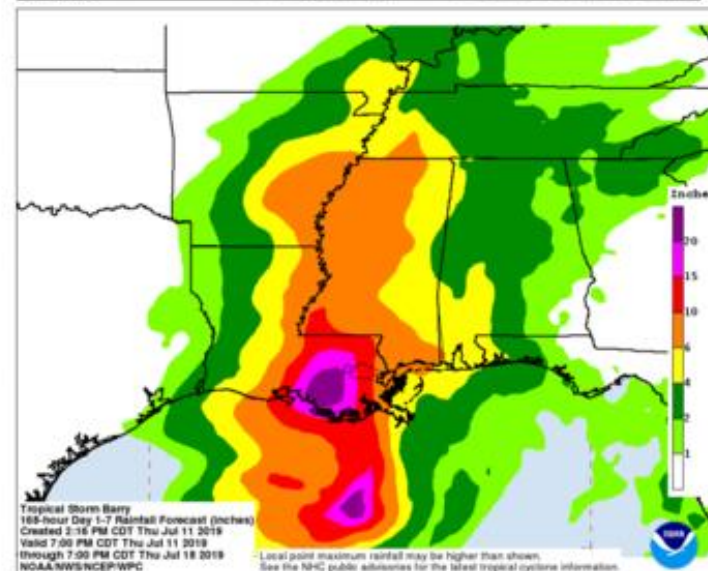 Inches
20
15
10
6
4
2
1
Tropical Storm Barry
168-hour Day 1-7 Rainfall Forecast (Inches)
Created 2:16 PM CDT Thu Jul 11 2019
Valid 7:00 PM CDT Thu Jul 11 2019
through 7:00 PM CDT Thu Jul 18 2019
NOAA/NWS/NCEP/WPC
- Local point maximum rainfall may be higher than shown.
See the NHC public advisories for the latest tropical cyclone information.
noaa